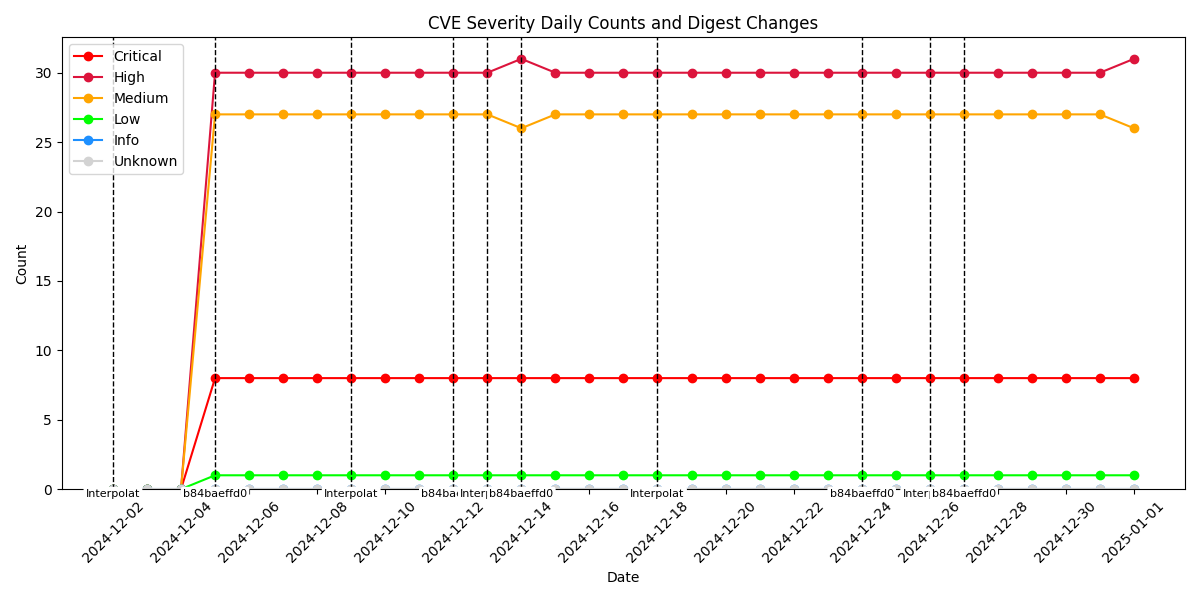 CVE Severity Daily Counts and Digest Changes
Critical
High
Medium
Low
Info
Unknown
Count
30
25
20
15
10
5
0
Interpolat
b84baeffd0
Interpolat
b84ba
Inter
b84baeffd0
Interpolat
b84baeffd0
Inter
b84baeffd0
2024-12-02
2024-12-04
2024-12-06
2024-12-08
2024-12-10
2024-12-12
2024-12-14
2024-12-16
2024-12-18
2024-12-20
2024-12-22
2024-12-24
2024-12-26
2024-12-28
2024-12-30
2025-01-01
Date